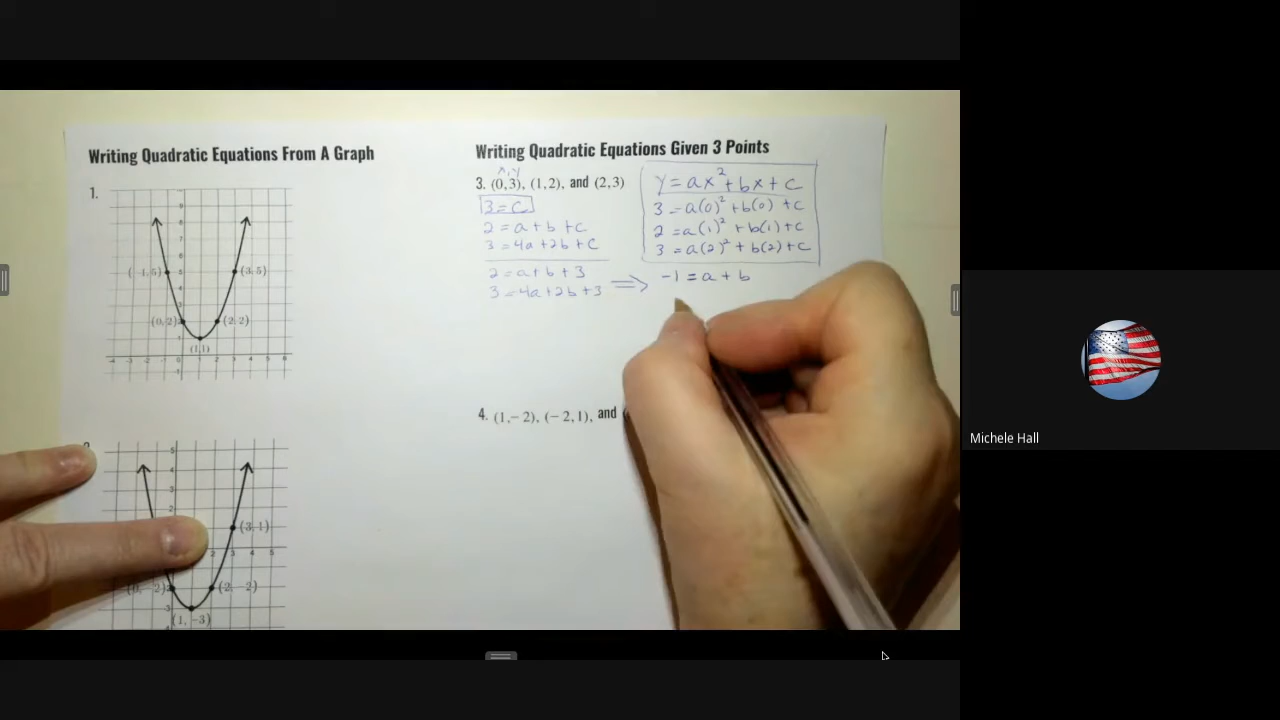 Writing Quadratic Equations From A Graph
1.
(-1,5)
(3,5)
(0,2)
(2,2)
(1,1)
(3,1)
(0,-2)
(2,-2)
(1,-3)
Writing Quadratic Equations Given 3 Points
x,y
3. (0,3), (1,2), and (2,3)
3=C
2=a+b+c
3=4a+2b+C
2=a+b+3
3=4a+2b+3
y=ax²+bx+c
3=a(0)²+b(0)+c
2=a(1)²+b(1)+c
3=a(2)²+b(2)+c
⇒ -1=a+b
4. (1,-2), (-2,1), and
Michele Hall